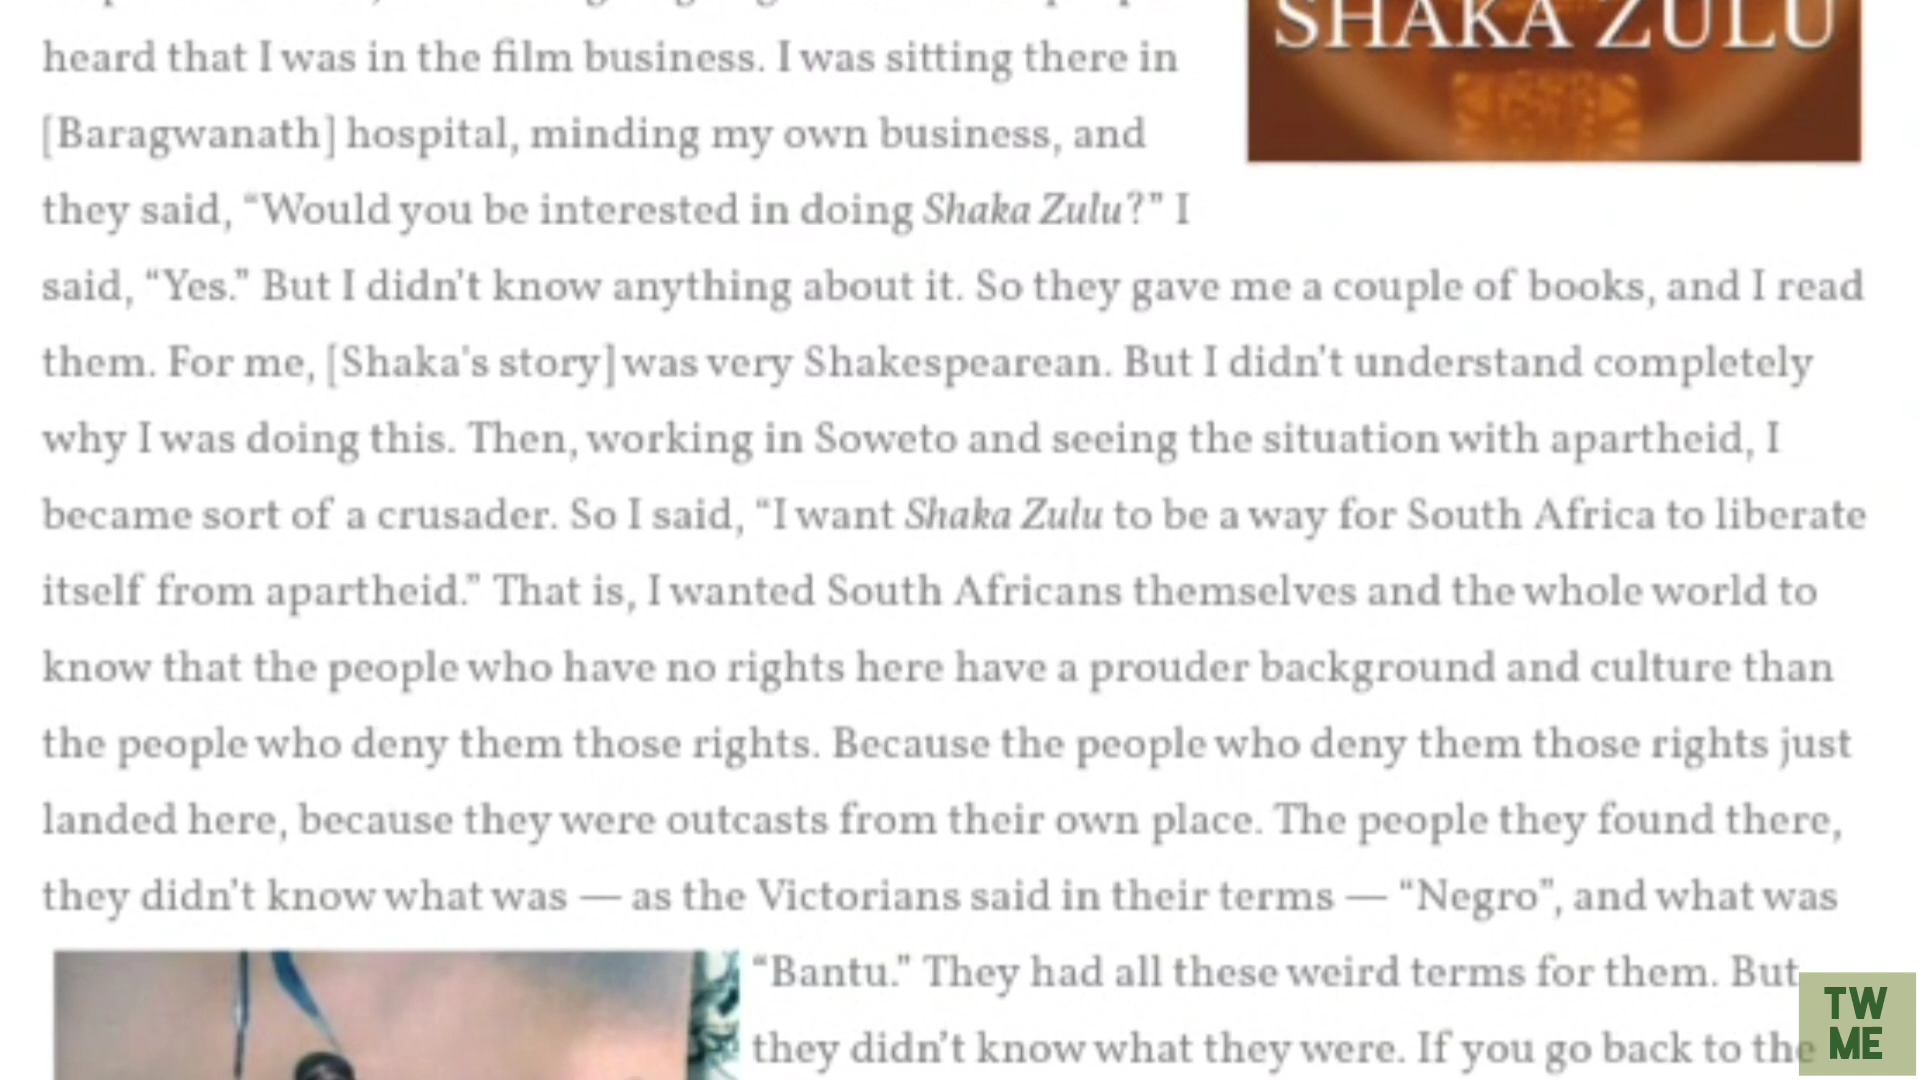 SHAKA ZULU
heard that I was in the film business. I was sitting there in
[Baragwanath] hospital, minding my own business, and
they said, “Would you be interested in doing Shaka Zulu?” I
said, “Yes.” But I didn’t know anything about it. So they gave me a couple of books, and I read
them. For me, [Shaka's story] was very Shakespearean. But I didn’t understand completely
why I was doing this. Then, working in Soweto and seeing the situation with apartheid, I
became sort of a crusader. So I said, “I want Shaka Zulu to be a way for South Africa to liberate
itself from apartheid.” That is, I wanted South Africans themselves and the whole world to
know that the people who have no rights here have a prouder background and culture than
the people who deny them those rights. Because the people who deny them those rights just
landed here, because they were outcasts from their own place. The people they found there,
they didn’t know what was — as the Victorians said in their terms — “Negro”, and what was
“Bantu.” They had all these weird terms for them. But
they didn’t know what they were. If you go back to the
TW
ME